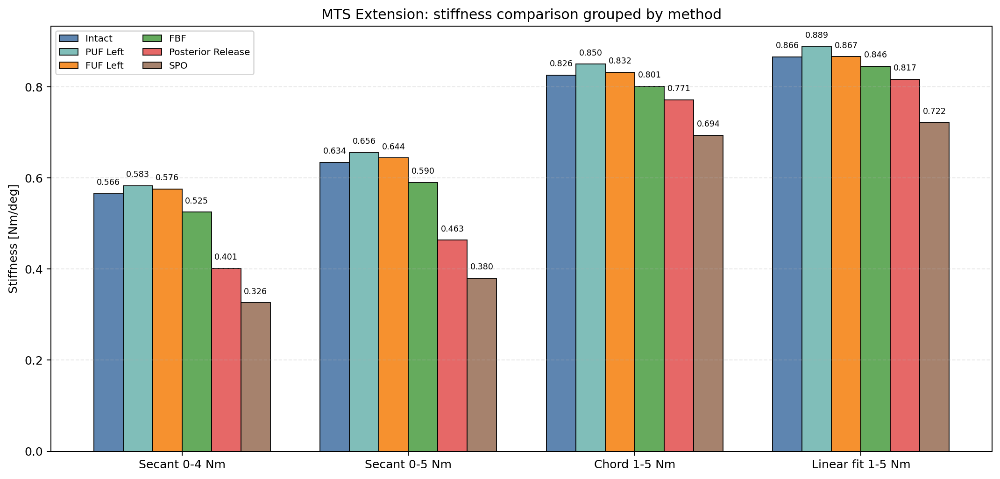 MTS Extension: stiffness comparison grouped by method
Intact
PUF Left
FUF Left
FBF
Posterior Release
SPO
Stiffness [Nm/deg]
0.8
0.6
0.4
0.2
0.0
0.566
0.583
0.576
0.525
0.401
0.326
0.634
0.656
0.644
0.590
0.463
0.380
0.826
0.850
0.832
0.801
0.771
0.694
0.866
0.889
0.867
0.846
0.817
0.722
Secant 0-4 Nm
Secant 0-5 Nm
Chord 1-5 Nm
Linear fit 1-5 Nm